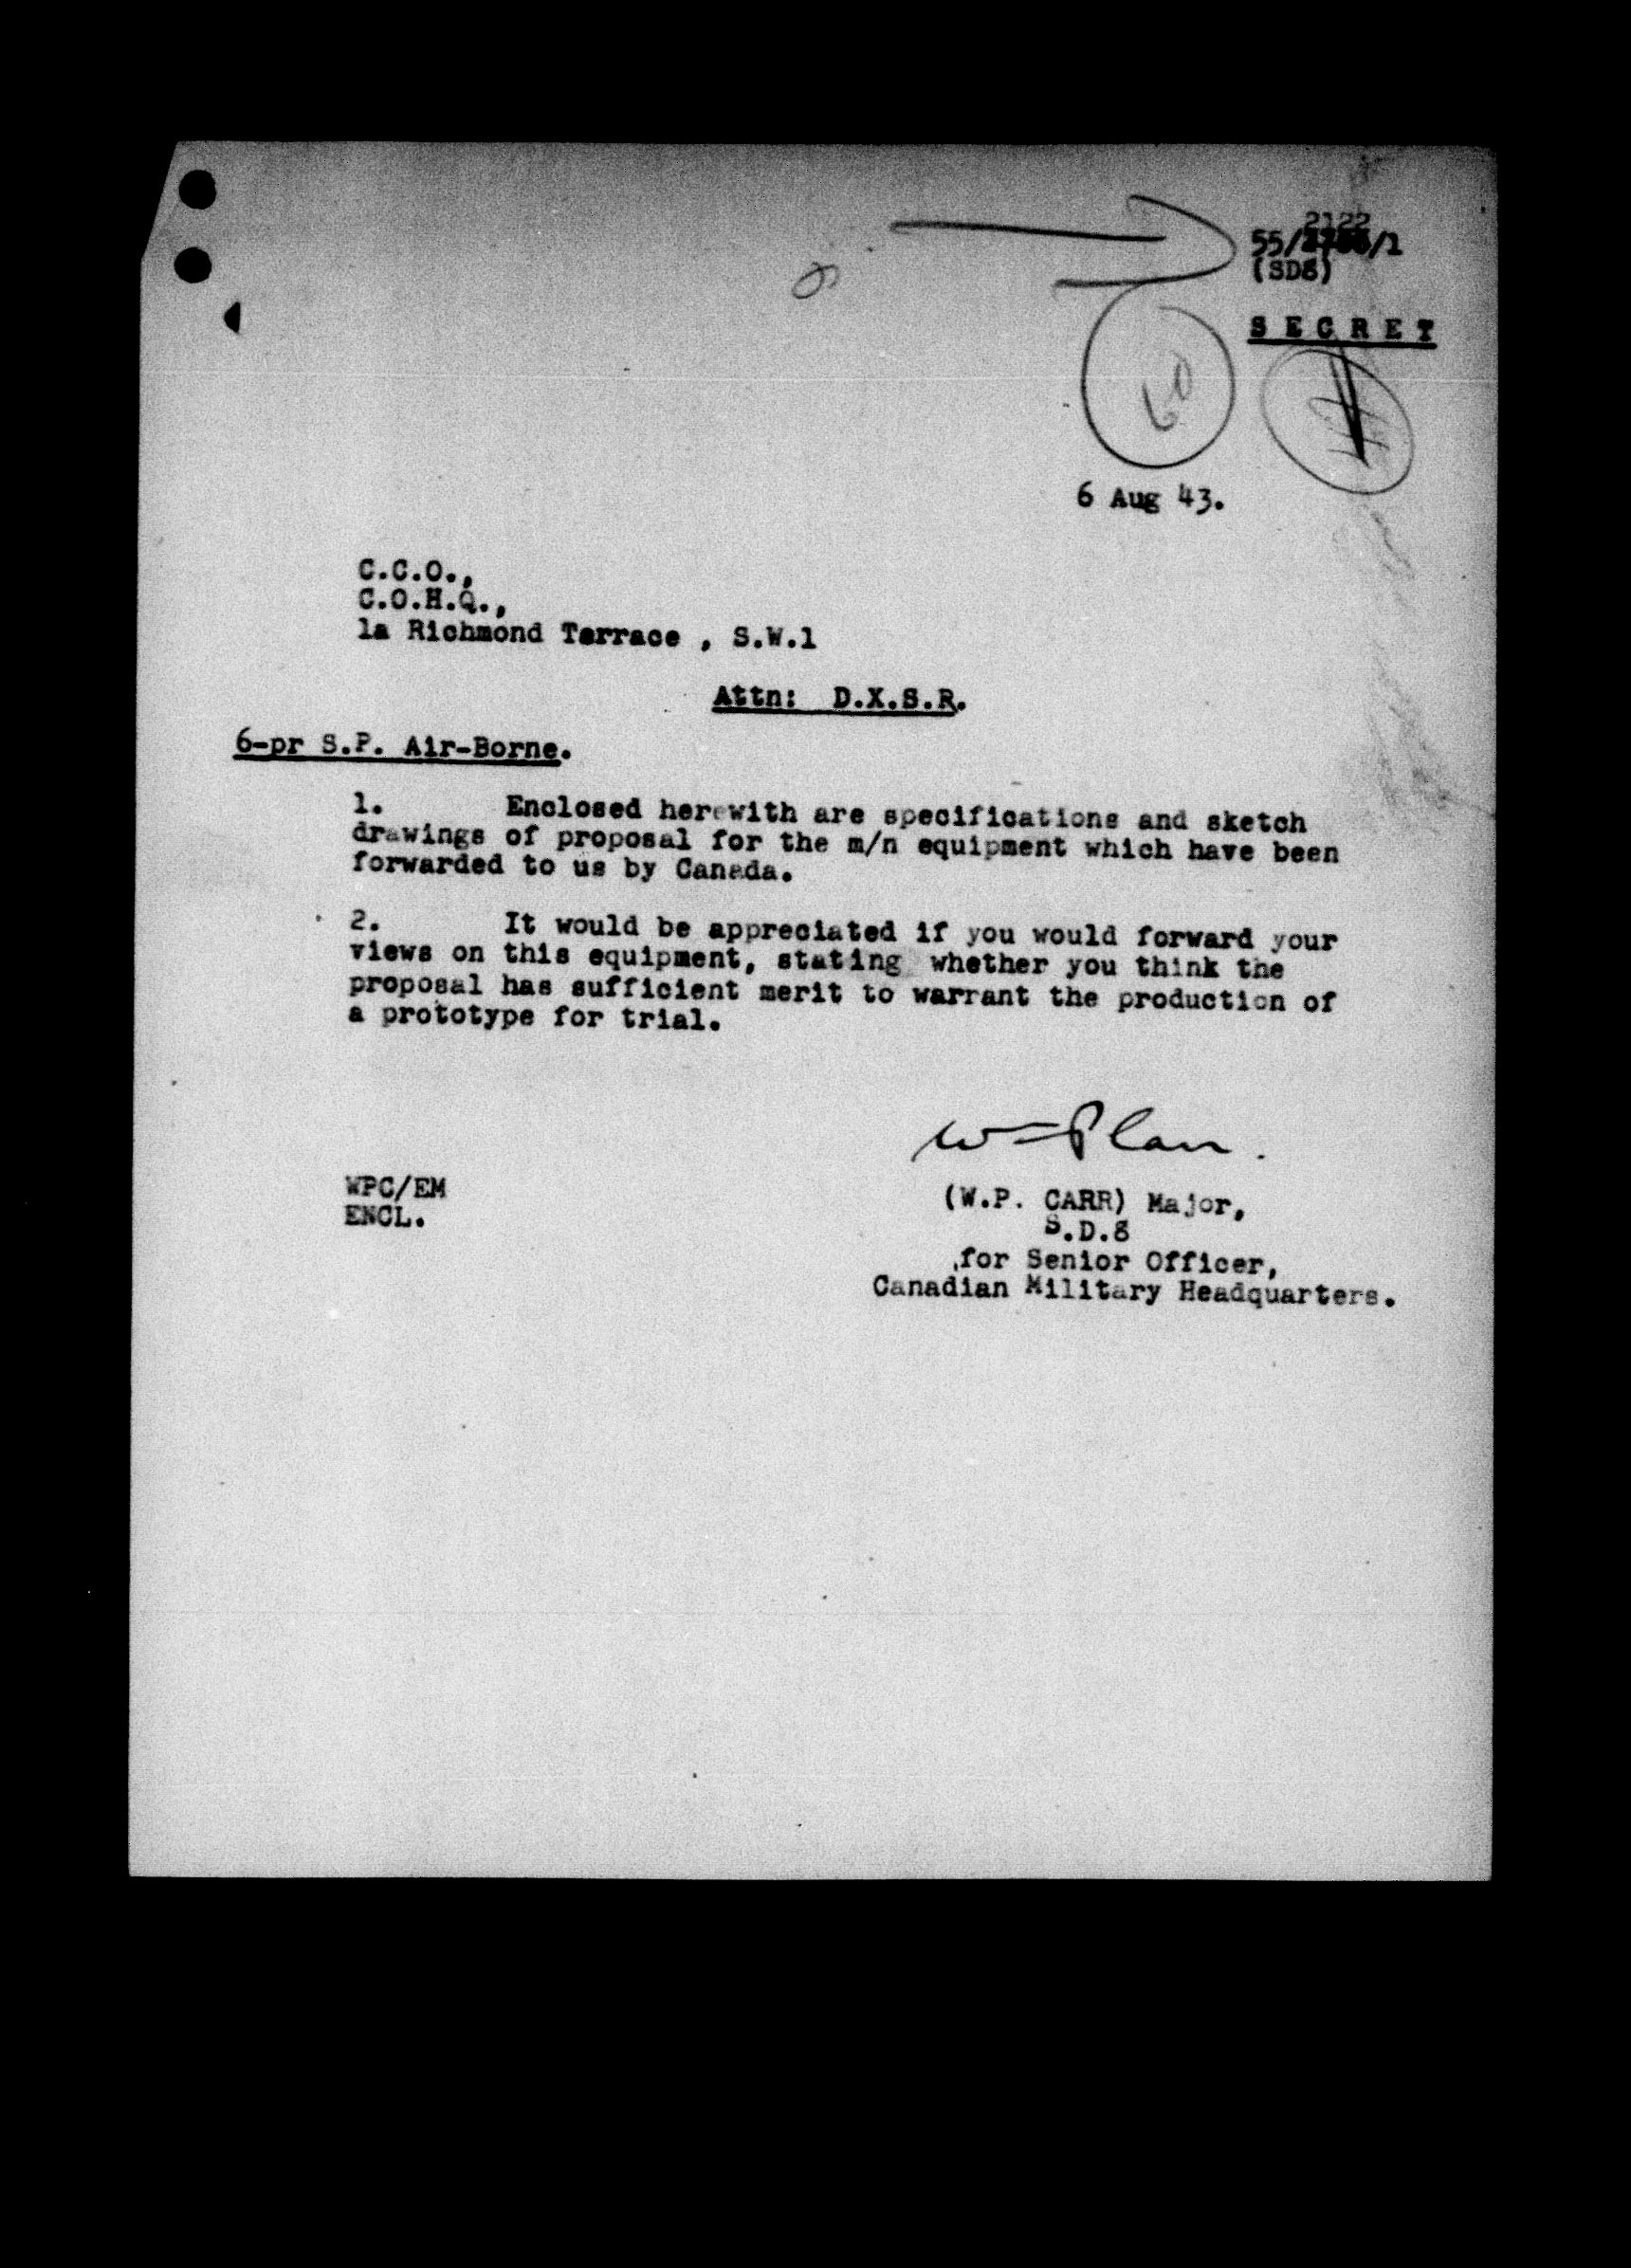 2122
55/ /1
(SD8)
S E C R E T
60
6 Aug 43.
C.C.O.,
C.O.H.Q.,
1a Richmond Terrace , S.W.1
Attn: D.X.S.R.
6-pr S.P. Air-Borne.
1. Enclosed herewith are specifications and sketch
drawings of proposal for the m/n equipment which have been
forwarded to us by Canada.
2. It would be appreciated if you would forward your
views on this equipment, stating whether you think the
proposal has sufficient merit to warrant the production of
a prototype for trial.
WPC/EM
ENCL.
(W.P. CARR) Major,
S.D.8
for Senior Officer,
Canadian Military Headquarters.